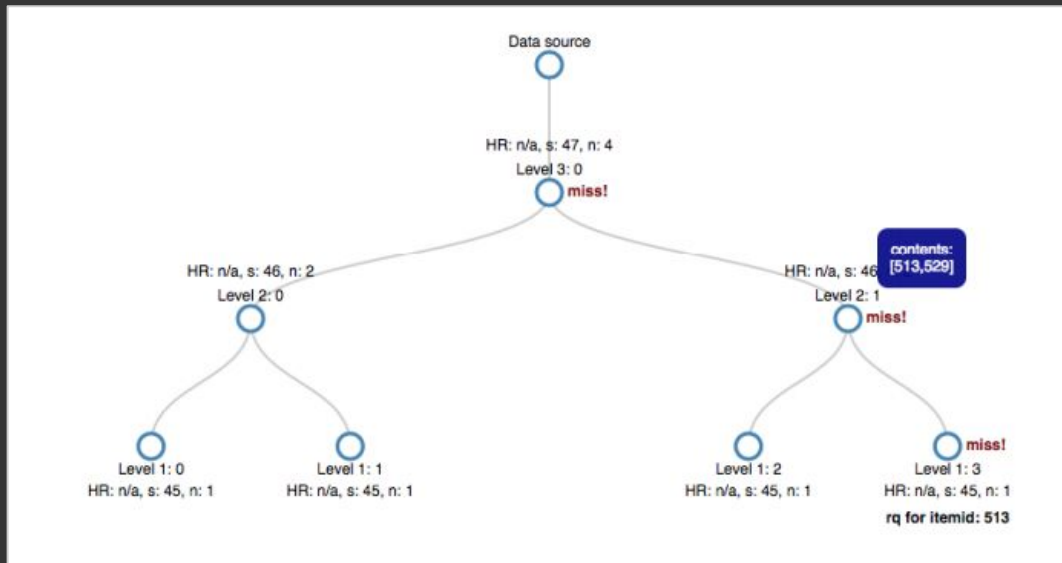 Data source
HR: n/a, s: 47, n: 4
Level 3: 0
miss!
contents:
[513,529]
HR: n/a, s: 46, n: 2
HR: n/a, s: 46
Level 2: 0
Level 2: 1
miss!
miss!
Level 1: 0
Level 1: 1
Level 1: 2
Level 1: 3
HR: n/a, s: 45, n: 1
HR: n/a, s: 45, n: 1
HR: n/a, s: 45, n: 1
HR: n/a, s: 45, n: 1
rq for itemid: 513